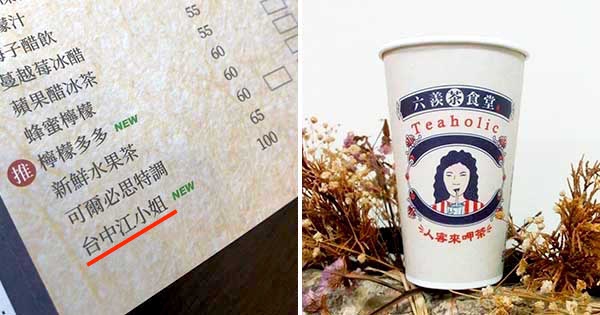 檬汁
子醋飲
蔓越莓冰醋 55
蘋果醋冰茶 55
蜂蜜檸檬 60
推 檸檬多多 NEW 60
新鮮水果茶 60
可爾必思特調 65
台中江小姐 NEW 100
六羨茶食堂
Teaholic
人客來呷茶